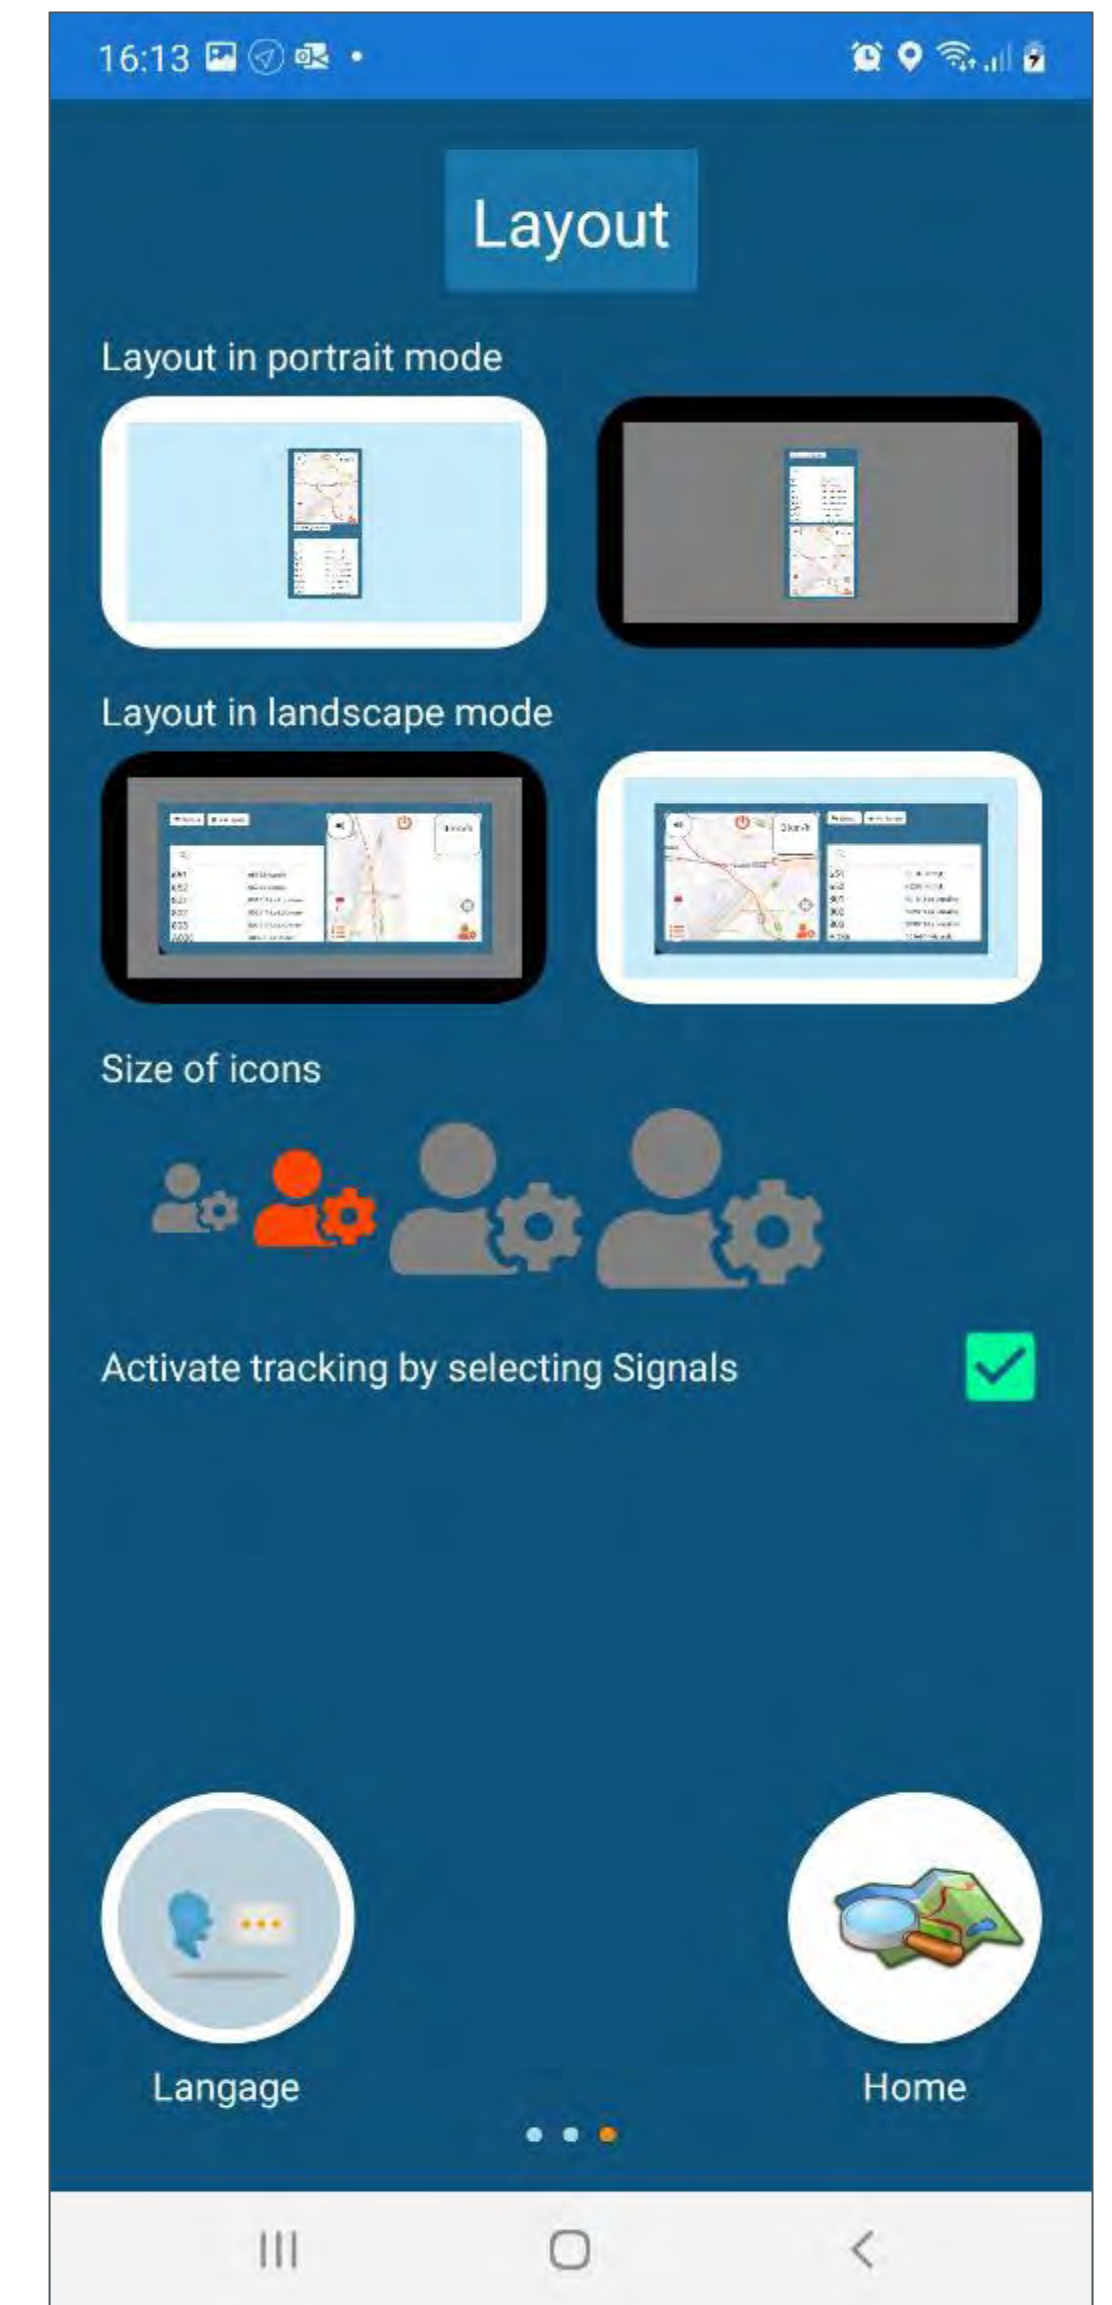 16:13
Layout
Layout in portrait mode
Layout in landscape mode
Size of icons
Activate tracking by selecting Signals
Langage
Home